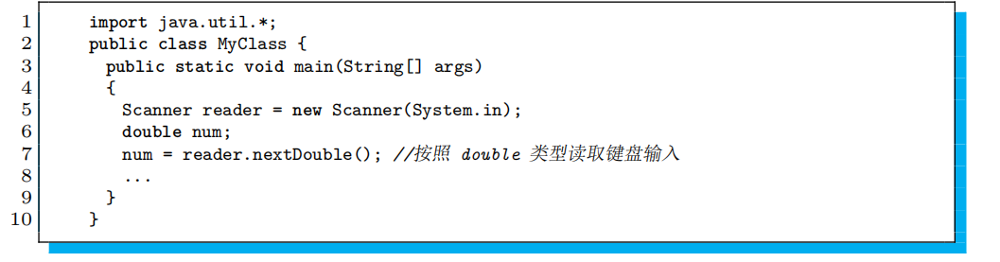 1 import java.util.*;
2 public class MyClass {
3 public static void main(String[] args)
4 {
5 Scanner reader = new Scanner(System.in);
6 double num;
7 num = reader.nextDouble(); //按照 double 类型读取键盘输入
8 ...
9 }
10 }